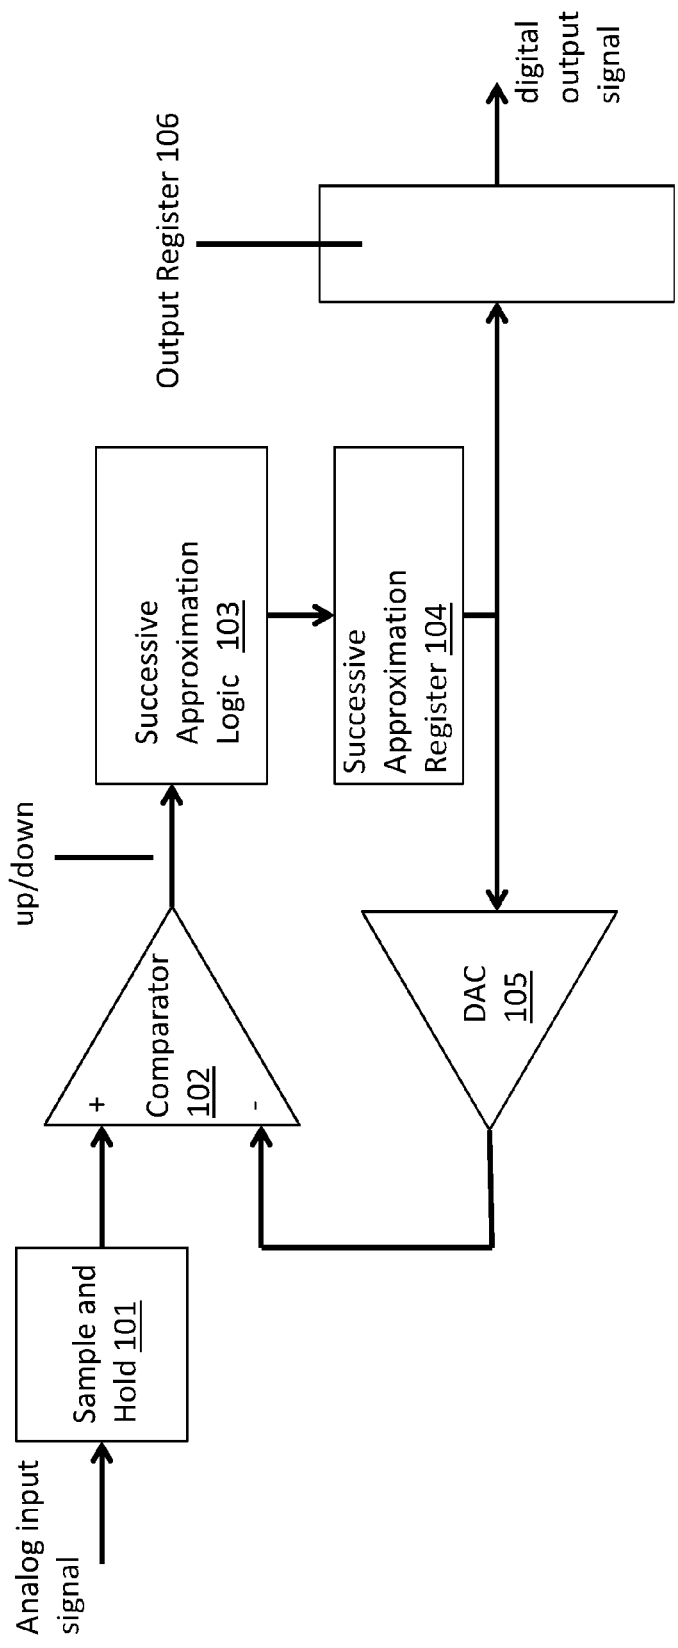 Analog input
signal
Sample and
Hold 101
+
Comparator
102
-
up/down
Successive
Approximation
Logic 103
Successive
Approximation
Register 104
DAC
105
Output Register 106
digital
output
signal